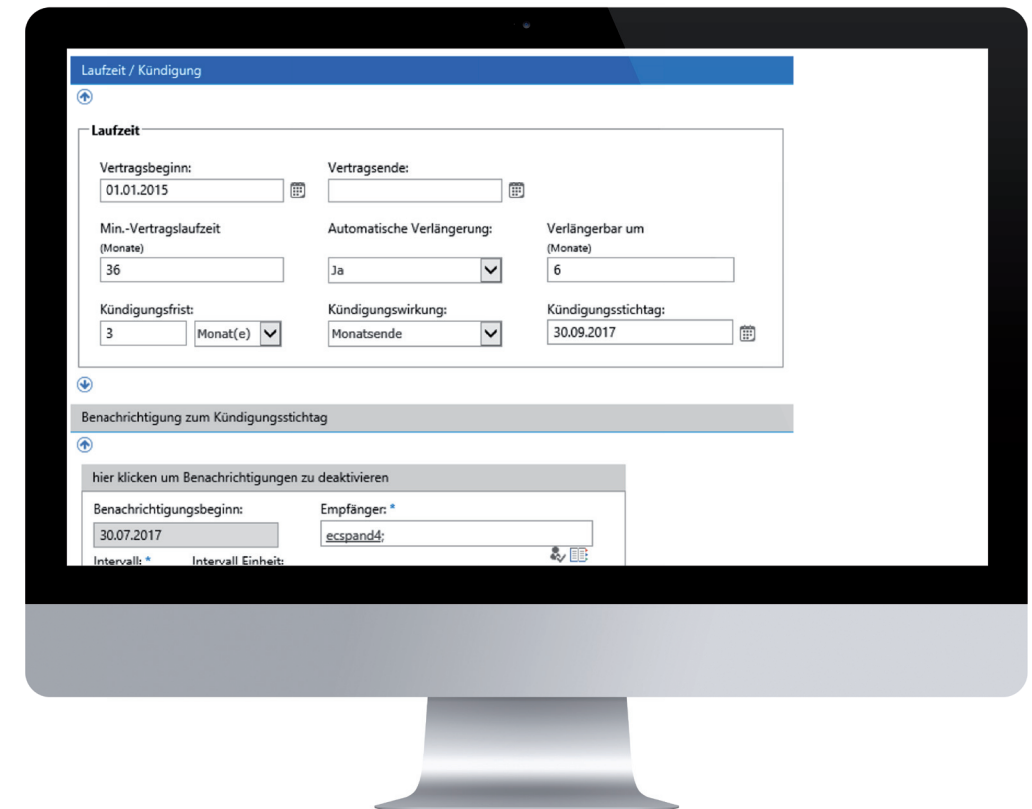 Laufzeit / Kündigung
Laufzeit
Vertragsbeginn: Vertragsende:
01.01.2015
Min.-Vertragslaufzeit Automatische Verlängerung: Verlängerbar um
(Monate) (Monate)
36 Ja 6
Kündigungsfrist: Kündigungswirkung: Kündigungsstichtag:
3 Monat(e) Monatsende 30.09.2017
Benachrichtigung zum Kündigungsstichtag
hier klicken um Benachrichtigungen zu deaktivieren
Benachrichtigungsbeginn: Empfänger: *
30.07.2017 ecspand4;
Intervall: * Intervall Einheit: